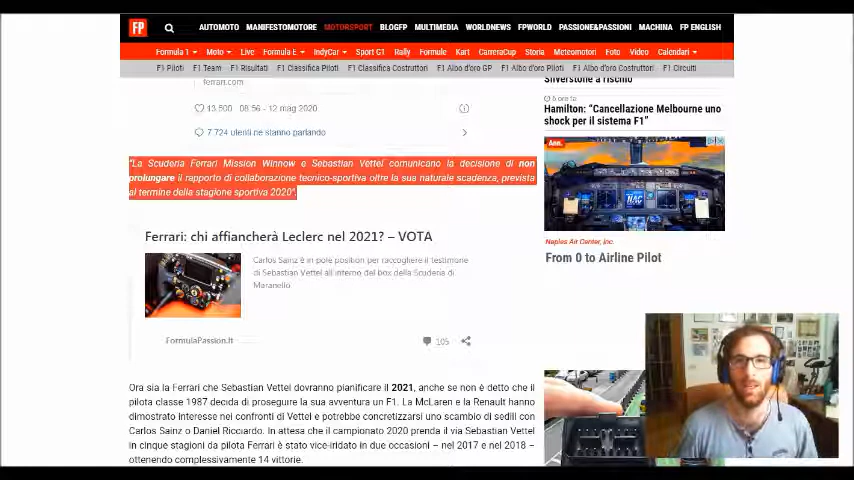 FP
AUTOMOTO MANIFESTOMOTORE MOTORSPORT BLOGFP MULTIMEDIA WORLDNEWS FPWORLD PASSIONE&PASSIONI MACHINA FP ENGLISH
Formula 1 Moto Live Formula E IndyCar Sport GT Rally Formule Kart CarreraCup Storia Meteomotori Foto Video Calendari
F1 Piloti F1 Team F1 Risultati F1 Classifica Piloti F1 Classifica Costruttori F1 Albo d'oro GP F1 Albo d'oro Piloti F1 Albo d'oro Costruttori F1 Circuiti
ferrari.com
13.500 08:56 - 12 mag 2020
7.724 utenti ne stanno parlando
"La Scuderia Ferrari Mission Winnow e Sebastian Vettel comunicano la decisione di non
prolungare il rapporto di collaborazione tecnico-sportiva oltre la sua naturale scadenza, prevista
al termine della stagione sportiva 2020".
Ferrari: chi affiancherà Leclerc nel 2021? – VOTA
Carlos Sainz è in pole position per raccogliere il testimone
di Sebastian Vettel all'interno del box della Scuderia di
Maranello.
FormulaPassion.it
105
Ora sia la Ferrari che Sebastian Vettel dovranno pianificare il 2021, anche se non è detto che il
pilota classe 1987 decida di proseguire la sua avventura un F1. La McLaren e la Renault hanno
dimostrato interesse nei confronti di Vettel e potrebbe concretizzarsi uno scambio di sedili con
Carlos Sainz o Daniel Ricciardo. In attesa che il campionato 2020 prenda il via Sebastian Vettel
in cinque stagioni da pilota Ferrari è stato vice-iridato in due occasioni – nel 2017 e nel 2018 –
ottenendo complessivamente 14 vittorie.
Silverstone a rischio
6 ore fa
Hamilton: “Cancellazione Melbourne uno
shock per il sistema F1”
Ann.
NAC
Naples Air Center, Inc.
From 0 to Airline Pilot